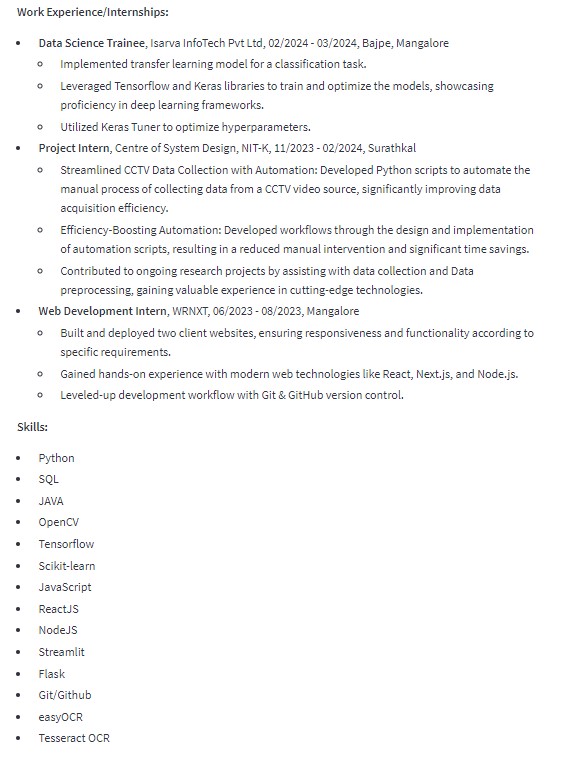 Work Experience/Internships:
• Data Science Trainee, Isarva InfoTech Pvt Ltd, 02/2024 - 03/2024, Bajpe, Mangalore
○ Implemented transfer learning model for a classification task.
○ Leveraged Tensorflow and Keras libraries to train and optimize the models, showcasing
proficiency in deep learning frameworks.
○ Utilized Keras Tuner to optimize hyperparameters.
• Project Intern, Centre of System Design, NIT-K, 11/2023 - 02/2024, Surathkal
○ Streamlined CCTV Data Collection with Automation: Developed Python scripts to automate the
manual process of collecting data from a CCTV video source, significantly improving data
acquisition efficiency.
○ Efficiency-Boosting Automation: Developed workflows through the design and implementation
of automation scripts, resulting in a reduced manual intervention and significant time savings.
○ Contributed to ongoing research projects by assisting with data collection and Data
preprocessing, gaining valuable experience in cutting-edge technologies.
• Web Development Intern, WRNXT, 06/2023 - 08/2023, Mangalore
○ Built and deployed two client websites, ensuring responsiveness and functionality according to
specific requirements.
○ Gained hands-on experience with modern web technologies like React, Next.js, and Node.js.
○ Leveled-up development workflow with Git & GitHub version control.
Skills:
• Python
• SQL
• JAVA
• OpenCV
• Tensorflow
• Scikit-learn
• JavaScript
• ReactJS
• NodeJS
• Streamlit
• Flask
• Git/Github
• easyOCR
• Tesseract OCR